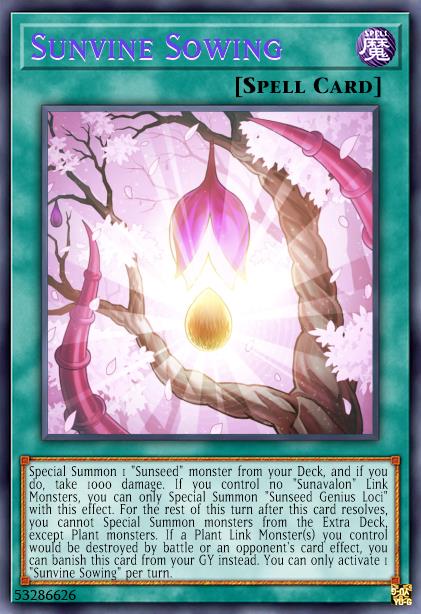 Sunvine Sowing
SPELL
魔
[Spell Card]
Special Summon 1 "Sunseed" monster from your Deck, and if you
do, take 1000 damage. If you control no "Sunavalon" Link
Monsters, you can only Special Summon "Sunseed Genius Loci"
with this effect. For the rest of this turn after this card resolves,
you cannot Special Summon monsters from the Extra Deck,
except Plant monsters. If a Plant Link Monster(s) you control
would be destroyed by battle or an opponent's card effect, you
can banish this card from your GY instead. You can only activate 1
"Sunvine Sowing" per turn.
53286626